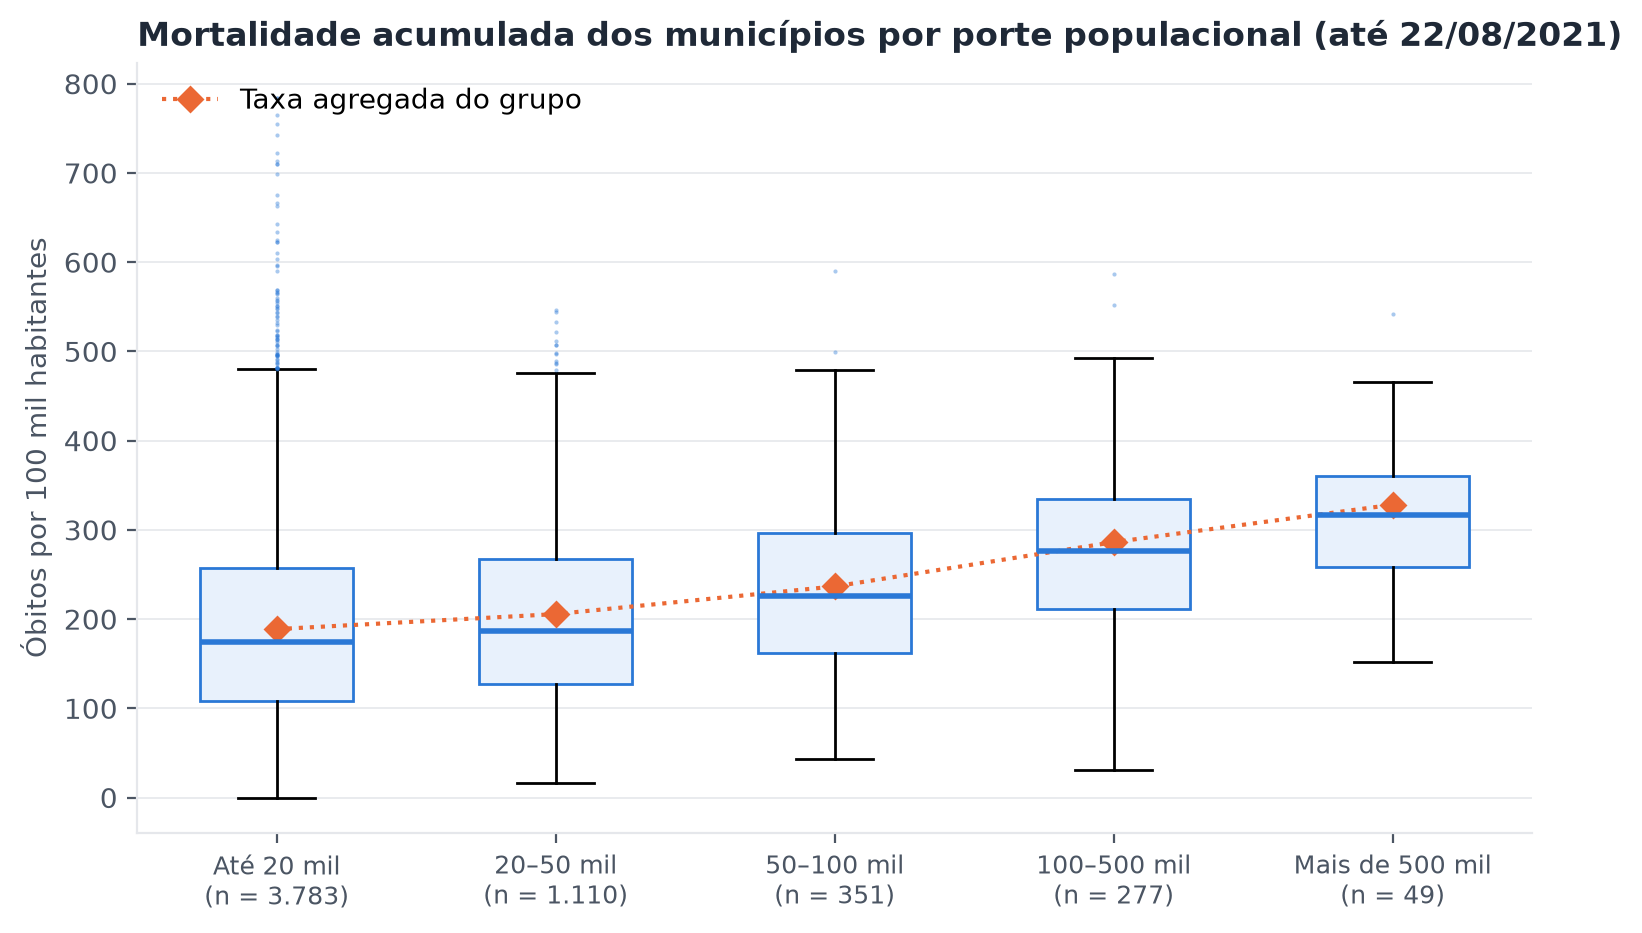 Mortalidade acumulada dos municípios por porte populacional (até 22/08/2021)
Taxa agregada do grupo
Óbitos por 100 mil habitantes
800
700
600
500
400
300
200
100
0
Até 20 mil
(n = 3.783)
20–50 mil
(n = 1.110)
50–100 mil
(n = 351)
100–500 mil
(n = 277)
Mais de 500 mil
(n = 49)